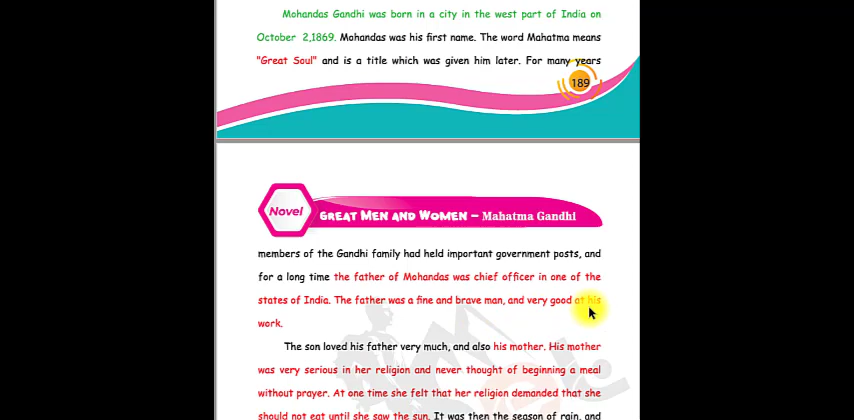 Mohandas Gandhi was born in a city in the west part of India on
October 2,1869. Mohandas was his first name. The word Mahatma means
"Great Soul" and is a title which was given him later. For many years
189
Novel
GREAT MEN AND WOMEN – Mahatma Gandhi
members of the Gandhi family had held important government posts, and
for a long time the father of Mohandas was chief officer in one of the
states of India. The father was a fine and brave man, and very good at his
work.
The son loved his father very much, and also his mother. His mother
was very serious in her religion and never thought of beginning a meal
without prayer. At one time she felt that her religion demanded that she
should not eat until she saw the sun. It was then the season of rain, and